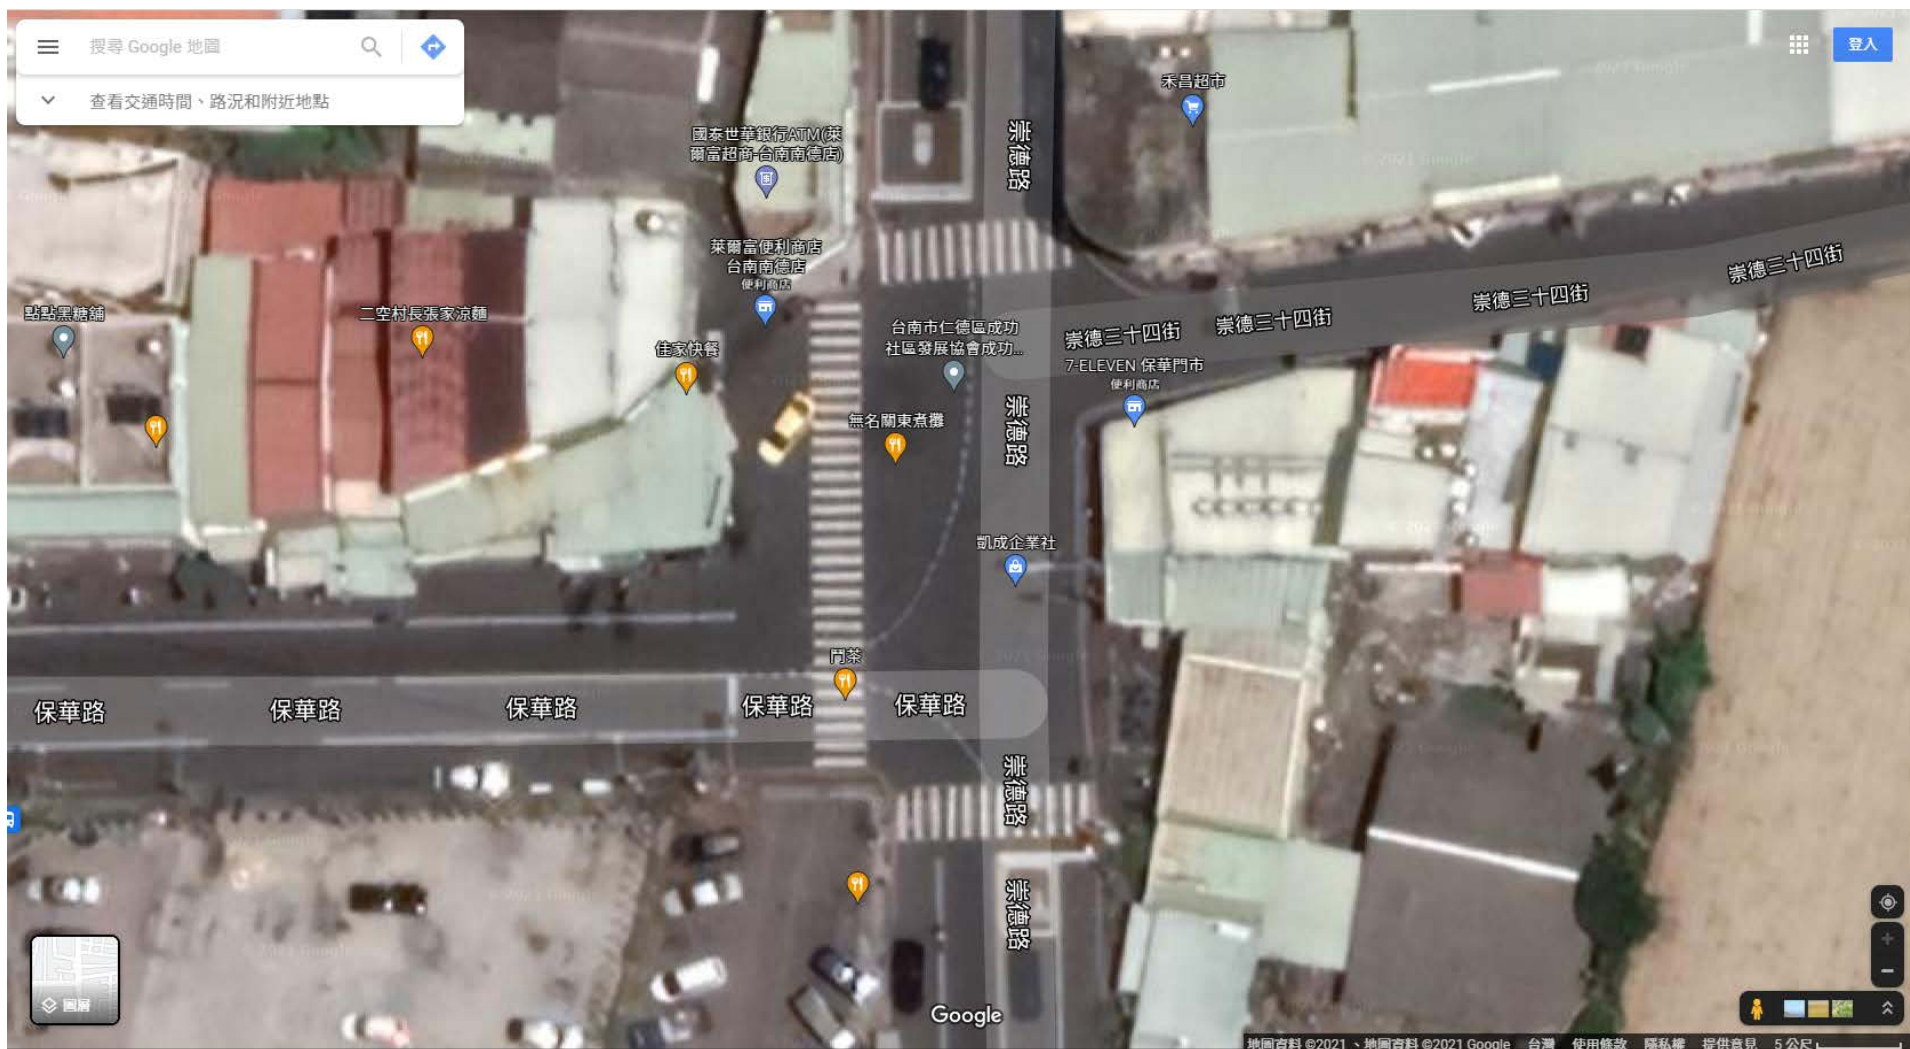 搜尋 Google 地圖
登入
查看交通時間、路況和附近地點
禾昌超市
國泰世華銀行ATM(萊
爾富超商-台南南德店)
崇德路
萊爾富便利商店
台南南德店
便利商店
崇德三十四街
崇德三十四街
崇德三十四街
崇德三十四街
點點黑糖舖
二空村長張家涼麵
佳家快餐
台南市仁德區成功
社區發展協會成功...
7-ELEVEN 保華門市
便利商店
無名關東煮攤
崇德路
凱成企業社
鬥茶
保華路
保華路
保華路
保華路
保華路
崇德路
崇德路
圖層
Google
地圖資料 ©2021 、地圖資料 ©2021 Google 台灣 使用條款 隱私權 提供意見 5 公尺